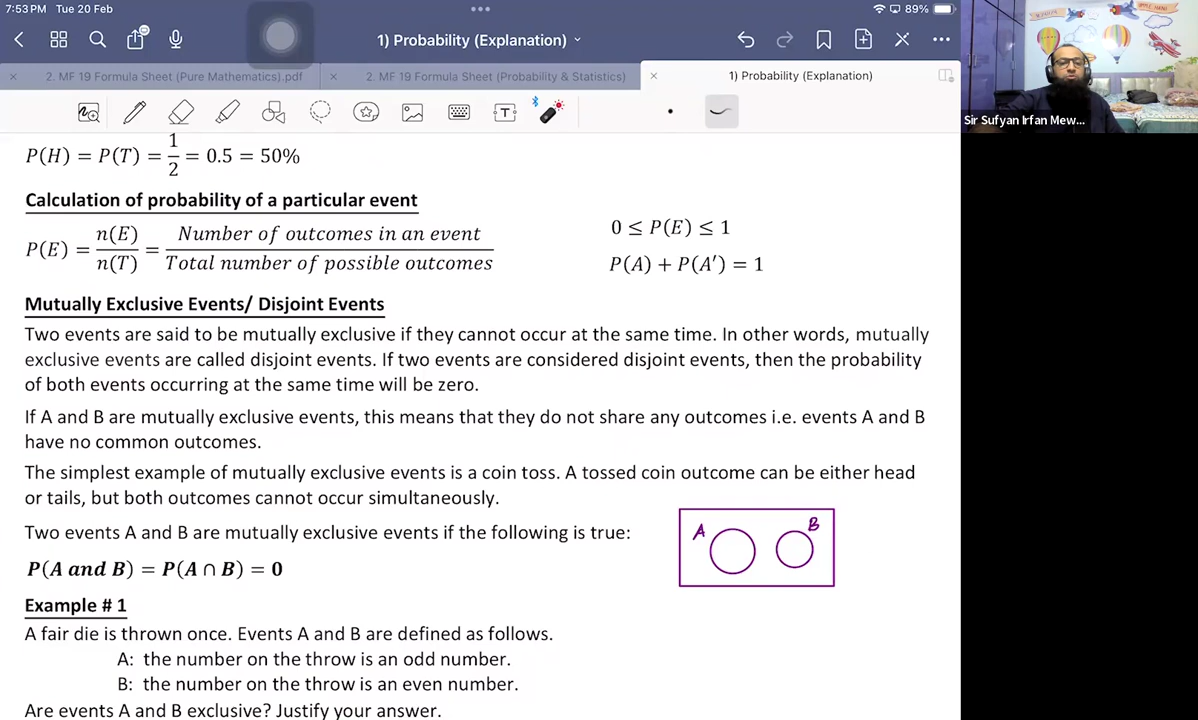 7:53 PM Tue 20 Feb
89%
1) Probability (Explanation)
2. MF 19 Formula Sheet (Pure Mathematics).pdf
2. MF 19 Formula Sheet (Probability & Statistics)
1) Probability (Explanation)
Sir Sufyan Irfan Mew...
P(H) = P(T) = 1/2 = 0.5 = 50%
Calculation of probability of a particular event
P(E) = n(E)/n(T) = Number of outcomes in an event/Total number of possible outcomes
0 ≤ P(E) ≤ 1
P(A) + P(A′) = 1
Mutually Exclusive Events/ Disjoint Events
Two events are said to be mutually exclusive if they cannot occur at the same time. In other words, mutually
exclusive events are called disjoint events. If two events are considered disjoint events, then the probability
of both events occurring at the same time will be zero.
If A and B are mutually exclusive events, this means that they do not share any outcomes i.e. events A and B
have no common outcomes.
The simplest example of mutually exclusive events is a coin toss. A tossed coin outcome can be either head
or tails, but both outcomes cannot occur simultaneously.
Two events A and B are mutually exclusive events if the following is true:
P(A and B) = P(A ∩ B) = 0
A
B
Example # 1
A fair die is thrown once. Events A and B are defined as follows.
A: the number on the throw is an odd number.
B: the number on the throw is an even number.
Are events A and B exclusive? Justify your answer.